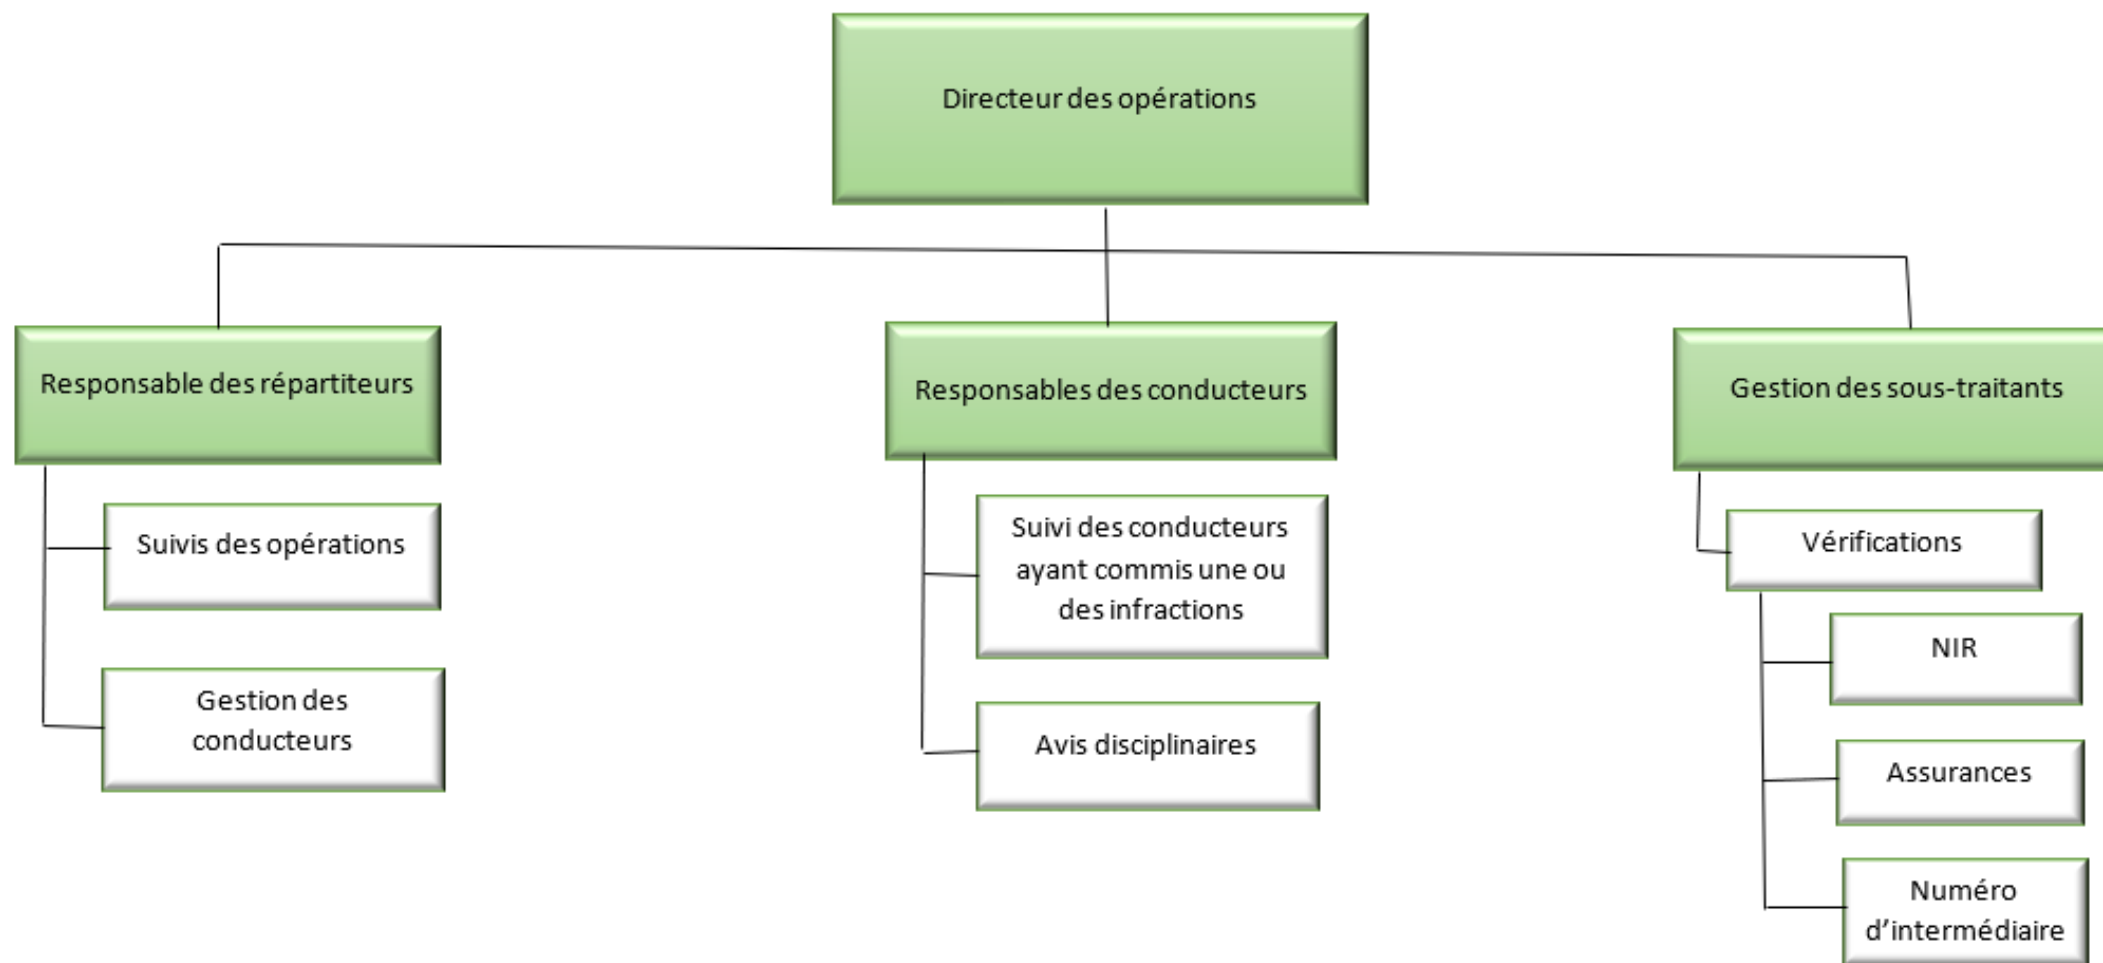 Directeur des opérations
Responsable des répartiteurs
Suivis des opérations
Gestion des
conducteurs
Responsables des conducteurs
Suivi des conducteurs
ayant commis une ou
des infractions
Avis disciplinaires
Gestion des sous-traitants
Vérifications
NIR
Assurances
Numéro
d’intermédiaire